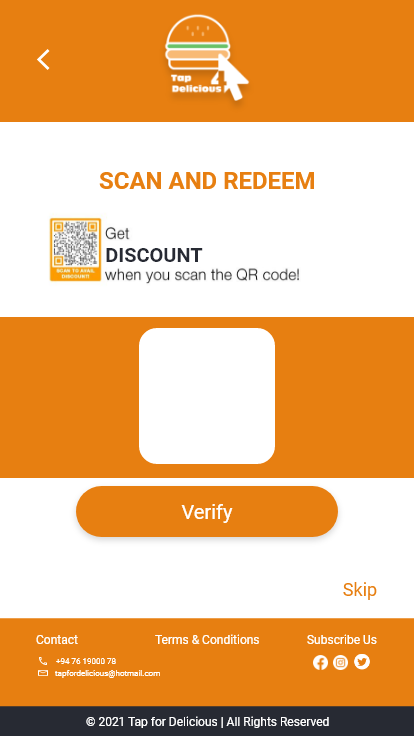 Tap
Delicious
SCAN AND REDEEM
Get
DISCOUNT
when you scan the QR code!
SCAN TO AVAIL
DISCOUNT!
Verify
Skip
Contact
Terms & Conditions
Subscribe Us
+94 76 19000 78
tapfordelicious@hotmail.com
© 2021 Tap for Delicious | All Rights Reserved